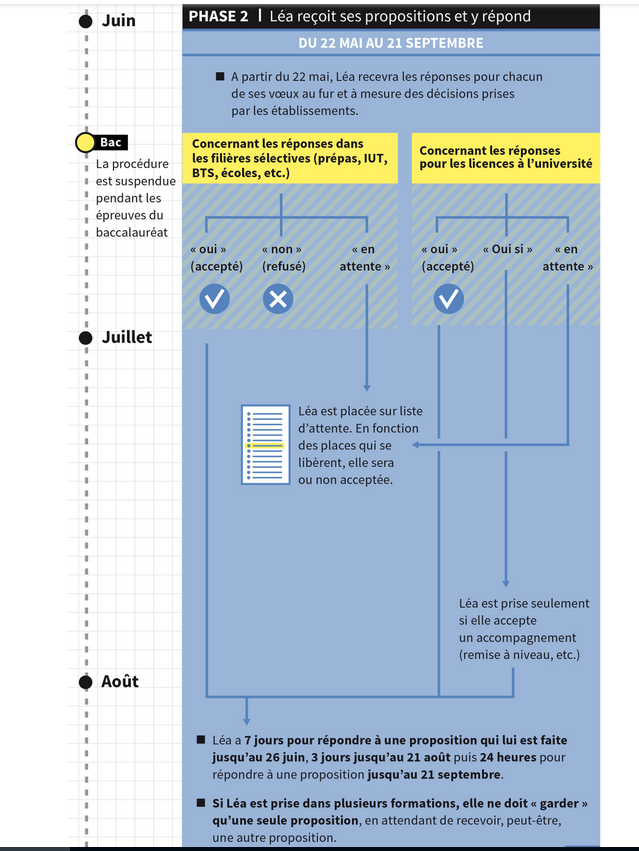 Juin
PHASE 2 | Léa reçoit ses propositions et y répond
DU 22 MAI AU 21 SEPTEMBRE
■ A partir du 22 mai, Léa recevra les réponses pour chacun
de ses vœux au fur et à mesure des décisions prises
par les établissements.
Bac
La procédure
est suspendue
pendant les
épreuves du
baccalauréat
Concernant les réponses dans
les filières sélectives (prépas, IUT,
BTS, écoles, etc.)
Concernant les réponses
pour les licences à l’université
« oui »
(accepté)
« non »
(refusé)
« en
attente »
« oui »
(accepté)
« Oui si »
« en
attente »
Juillet
Léa est placée sur liste
d’attente. En fonction
des places qui se
libèrent, elle sera
ou non acceptée.
Léa est prise seulement
si elle accepte
un accompagnement
(remise à niveau, etc.)
Août
■ Léa a 7 jours pour répondre à une proposition qui lui est faite
jusqu’au 26 juin, 3 jours jusqu’au 21 août puis 24 heures pour
répondre à une proposition jusqu’au 21 septembre.
■ Si Léa est prise dans plusieurs formations, elle ne doit « garder »
qu’une seule proposition, en attendant de recevoir, peut-être,
une autre proposition.